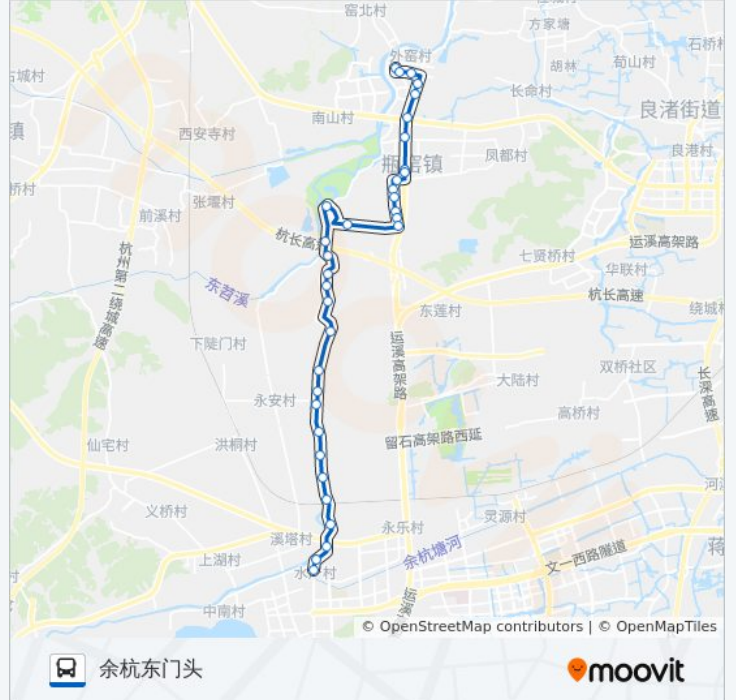 窑北村
方家塘
石桥村
外窑村
胡林
荀山村
古城村
长命村
良渚街道
南山村
镇
西安寺村
瓶窑镇
凤都村
良港村
桥村
张堰村
前溪村
杭长高速
运溪高架路
七贤桥村
华联村
杭州第二绕城高速
东苕溪
杭长高速
东莲村
绕城
下陡门村
运溪高架路
双桥社区
长深高速
大陆村
永安村
高桥村
留石高架路西延
仙宅村
洪桐村
义桥村
灵源村
永乐村
溪塔村
余杭塘河
上湖村
文一西路隧道
蒋
村
中南村
© OpenStreetMap contributors | © OpenMapTiles
余杭东门头
moovit